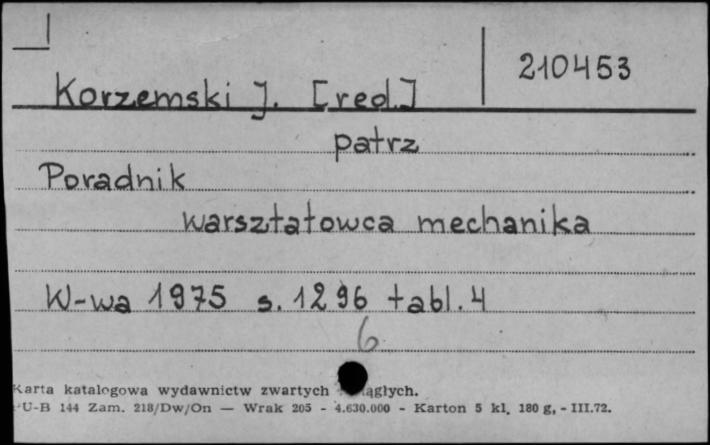 210453
Korzemski J. [red.]
patrz
Poradnik
warsztatowca mechanika
W-wa 1975 s. 1296 tabl. 4
6
Karta katalogowa wydawnictw zwartych
U-B 144 Zam. 218/Dw/On — Wrak 205 - 4.630.000 - Karton 5 kl. 180 g, - III.72.